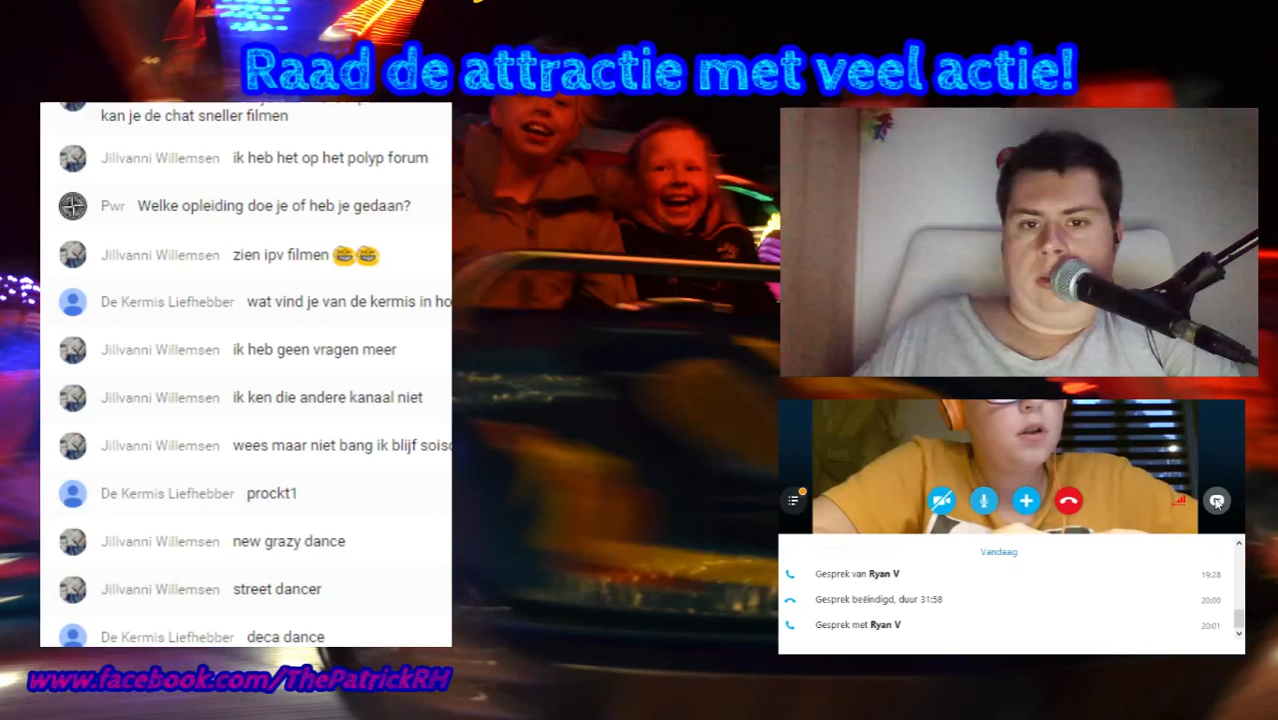 Raad de attractie met veel actie!
kan je de chat sneller filmen
Jillvanni Willemsen ik heb het op het polyp forum
Pwr Welke opleiding doe je of heb je gedaan?
Jillvanni Willemsen zien ipv filmen
De Kermis Liefhebber wat vind je van de kermis in ho
Jillvanni Willemsen ik heb geen vragen meer
Jillvanni Willemsen ik ken die andere kanaal niet
Jillvanni Willemsen wees maar niet bang ik blijf soisc
De Kermis Liefhebber prockt1
Jillvanni Willemsen new grazy dance
Jillvanni Willemsen street dancer
De Kermis Liefhebber deca dance
Vandaag
Gesprek van Ryan V 19:28
Gesprek beëindigd, duur 31:58 20:00
Gesprek met Ryan V 20:01
www.facebook.com/ThePatrickRH